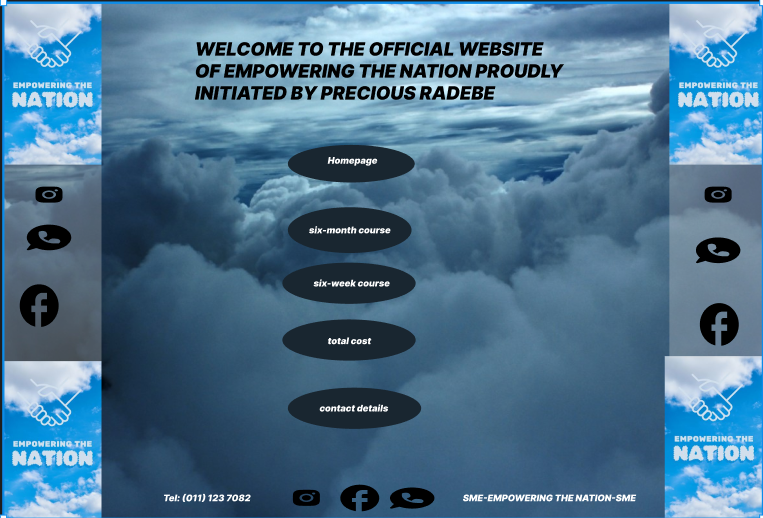 EMPOWERING THE
NATION
WELCOME TO THE OFFICIAL WEBSITE
OF EMPOWERING THE NATION PROUDLY
INITIATED BY PRECIOUS RADEBE
EMPOWERING THE
NATION
Homepage
six-month course
six-week course
total cost
contact details
EMPOWERING THE
NATION
EMPOWERING THE
NATION
Tel: (011) 123 7082
SME-EMPOWERING THE NATION-SME